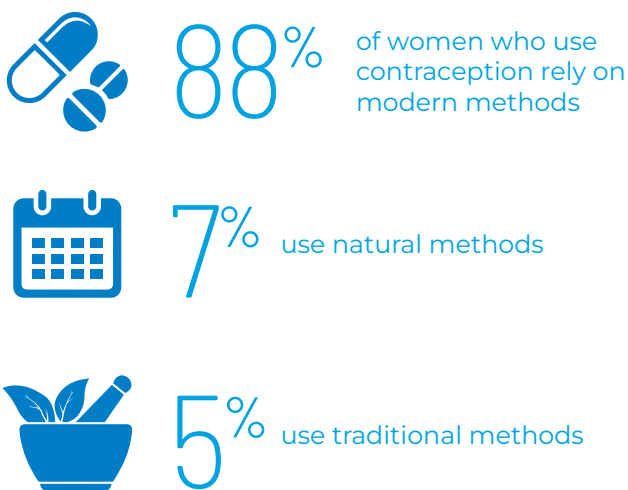 88%
of women who use
contraception rely on
modern methods
7%
use natural methods
5%
use traditional methods